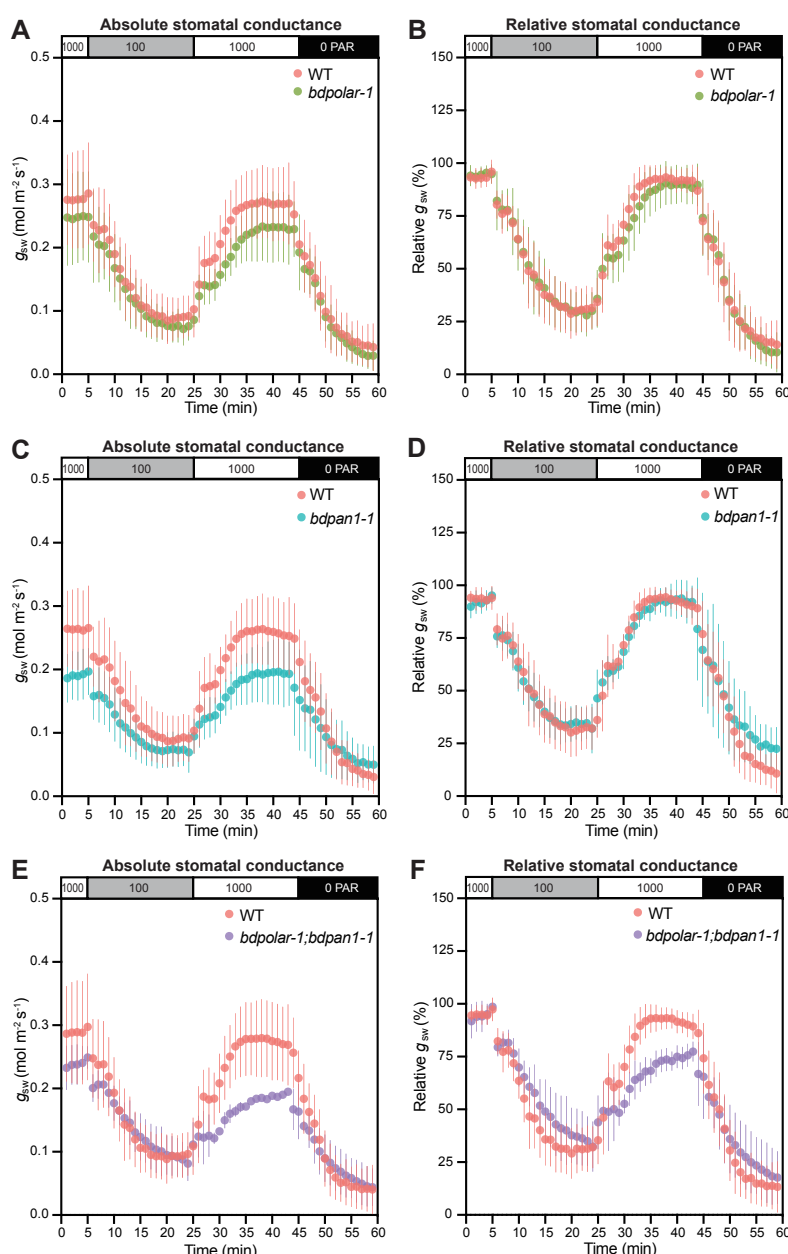 A
Absolute stomatal conductance
1000 100 1000 0 PAR
WT
bdpolar-1
0.5
0.4
0.3
0.2
0.1
0.0
gsw (mol m-2 s-1)
0 5 10 15 20 25 30 35 40 45 50 55 60
Time (min)
B
Relative stomatal conductance
1000 100 1000 0 PAR
WT
bdpolar-1
150
125
100
75
50
25
0
Relative gsw (%)
0 5 10 15 20 25 30 35 40 45 50 55 60
Time (min)
C
Absolute stomatal conductance
1000 100 1000 0 PAR
WT
bdpan1-1
0.5
0.4
0.3
0.2
0.1
0.0
gsw (mol m-2 s-1)
0 5 10 15 20 25 30 35 40 45 50 55 60
Time (min)
D
Relative stomatal conductance
1000 100 1000 0 PAR
WT
bdpan1-1
150
125
100
75
50
25
0
Relative gsw (%)
0 5 10 15 20 25 30 35 40 45 50 55 60
Time (min)
E
Absolute stomatal conductance
1000 100 1000 0 PAR
WT
bdpolar-1;bdpan1-1
0.5
0.4
0.3
0.2
0.1
0.0
gsw (mol m-2 s-1)
0 5 10 15 20 25 30 35 40 45 50 55 60
Time (min)
F
Relative stomatal conductance
1000 100 1000 0 PAR
WT
bdpolar-1;bdpan1-1
150
125
100
75
50
25
0
Relative gsw (%)
0 5 10 15 20 25 30 35 40 45 50 55 60
Time (min)